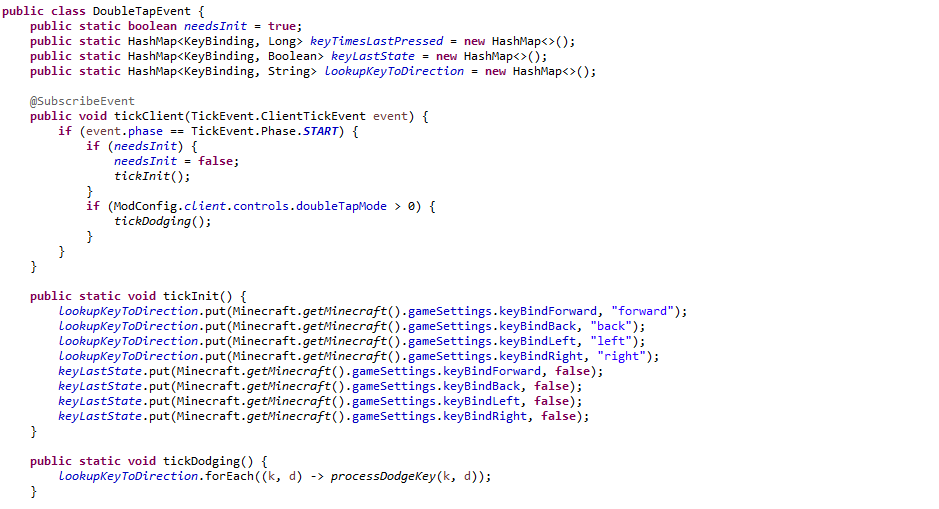 public class DoubleTapEvent {
    public static boolean needsInit = true;
    public static HashMap<KeyBinding, Long> keyTimesLastPressed = new HashMap<>();
    public static HashMap<KeyBinding, Boolean> keyLastState = new HashMap<>();
    public static HashMap<KeyBinding, String> lookupKeyToDirection = new HashMap<>();

    @SubscribeEvent
    public void tickClient(TickEvent.ClientTickEvent event) {
        if (event.phase == TickEvent.Phase.START) {
            if (needsInit) {
                needsInit = false;
                tickInit();
            }
            if (ModConfig.client.controls.doubleTapMode > 0) {
                tickDodging();
            }
        }
    }

    public static void tickInit() {
        lookupKeyToDirection.put(Minecraft.getMinecraft().gameSettings.keyBindForward, "forward");
        lookupKeyToDirection.put(Minecraft.getMinecraft().gameSettings.keyBindBack, "back");
        lookupKeyToDirection.put(Minecraft.getMinecraft().gameSettings.keyBindLeft, "left");
        lookupKeyToDirection.put(Minecraft.getMinecraft().gameSettings.keyBindRight, "right");
        keyLastState.put(Minecraft.getMinecraft().gameSettings.keyBindForward, false);
        keyLastState.put(Minecraft.getMinecraft().gameSettings.keyBindBack, false);
        keyLastState.put(Minecraft.getMinecraft().gameSettings.keyBindLeft, false);
        keyLastState.put(Minecraft.getMinecraft().gameSettings.keyBindRight, false);
    }

    public static void tickDodging() {
        lookupKeyToDirection.forEach((k, d) -> processDodgeKey(k, d));
    }